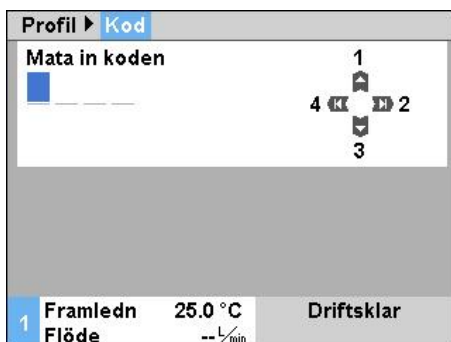 Profil ▶ Kod
Mata in koden
1
4 2
3
1 Framledn 25.0 °C Driftsklar
Flöde -- L/min